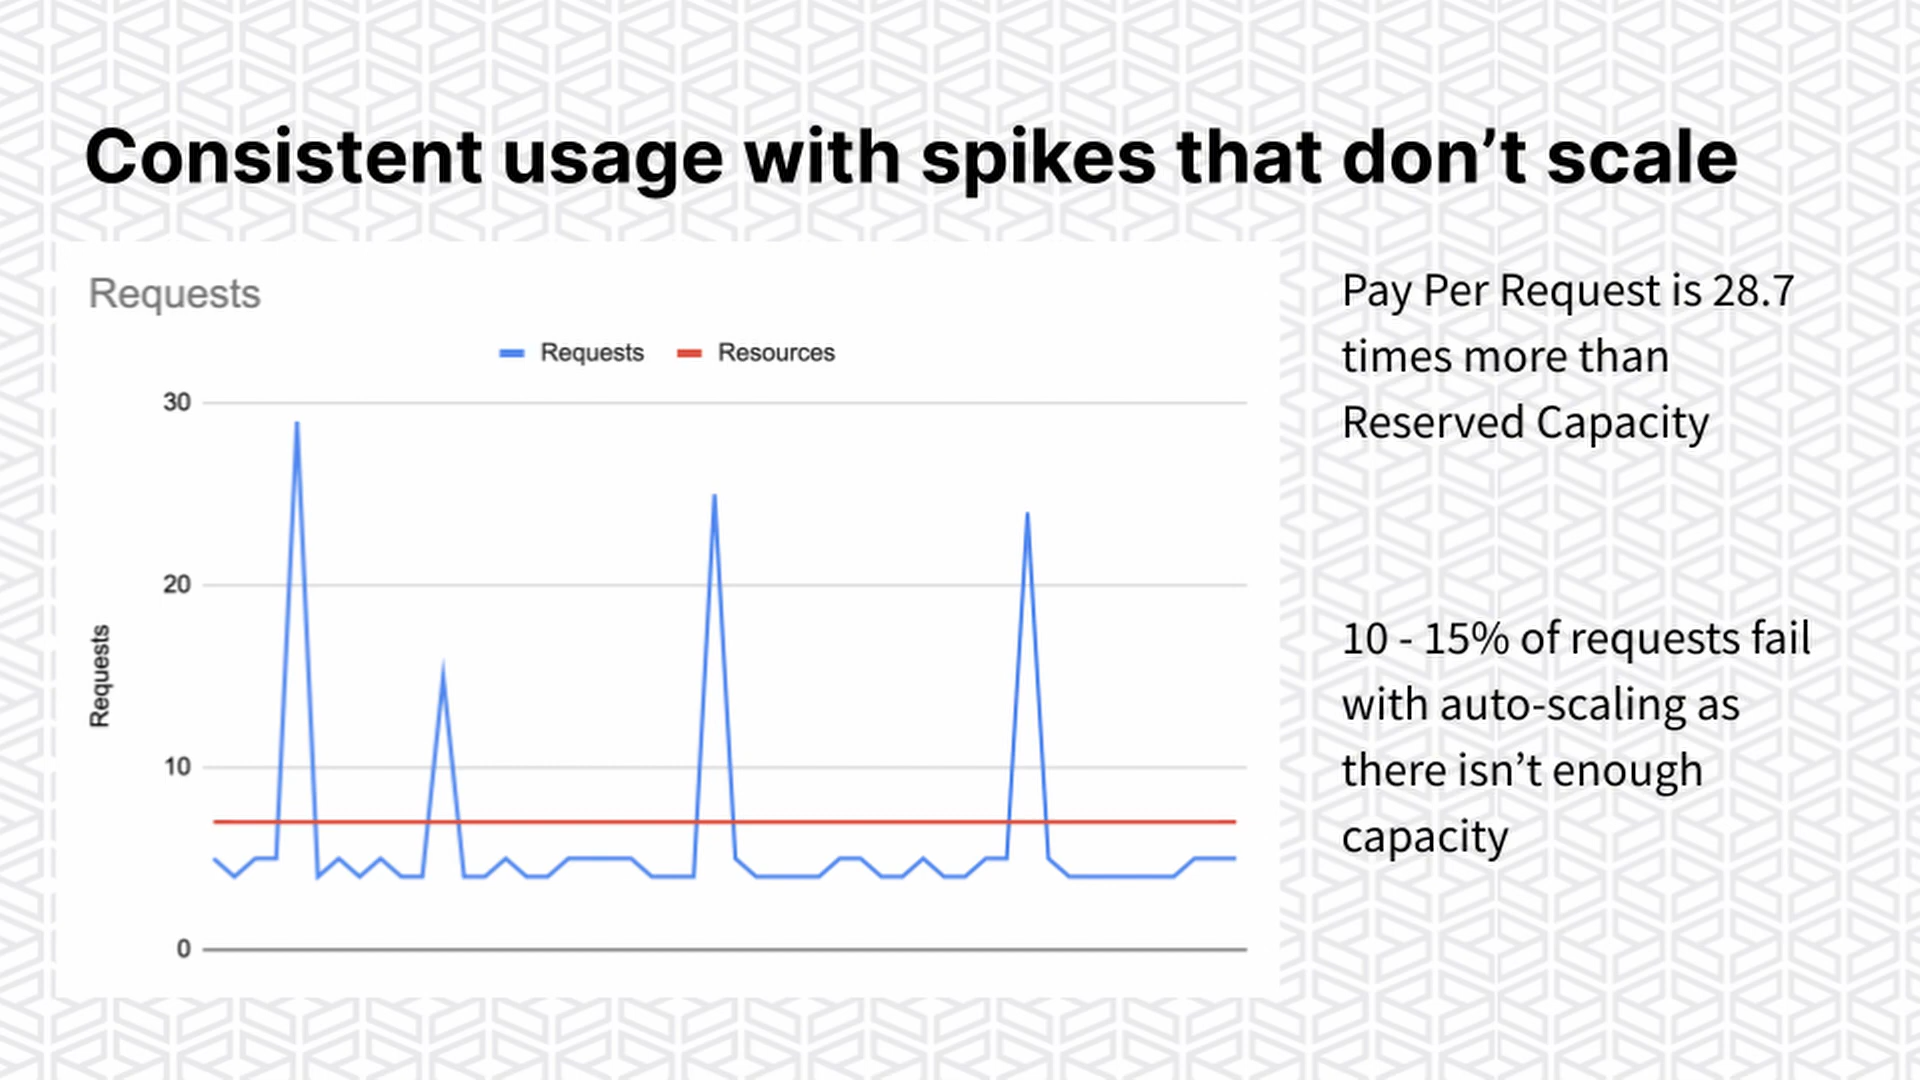 Consistent usage with spikes that don’t scale
Requests
Requests
Resources
30
20
10
0
Requests
Pay Per Request is 28.7
times more than
Reserved Capacity
10 - 15% of requests fail
with auto-scaling as
there isn’t enough
capacity